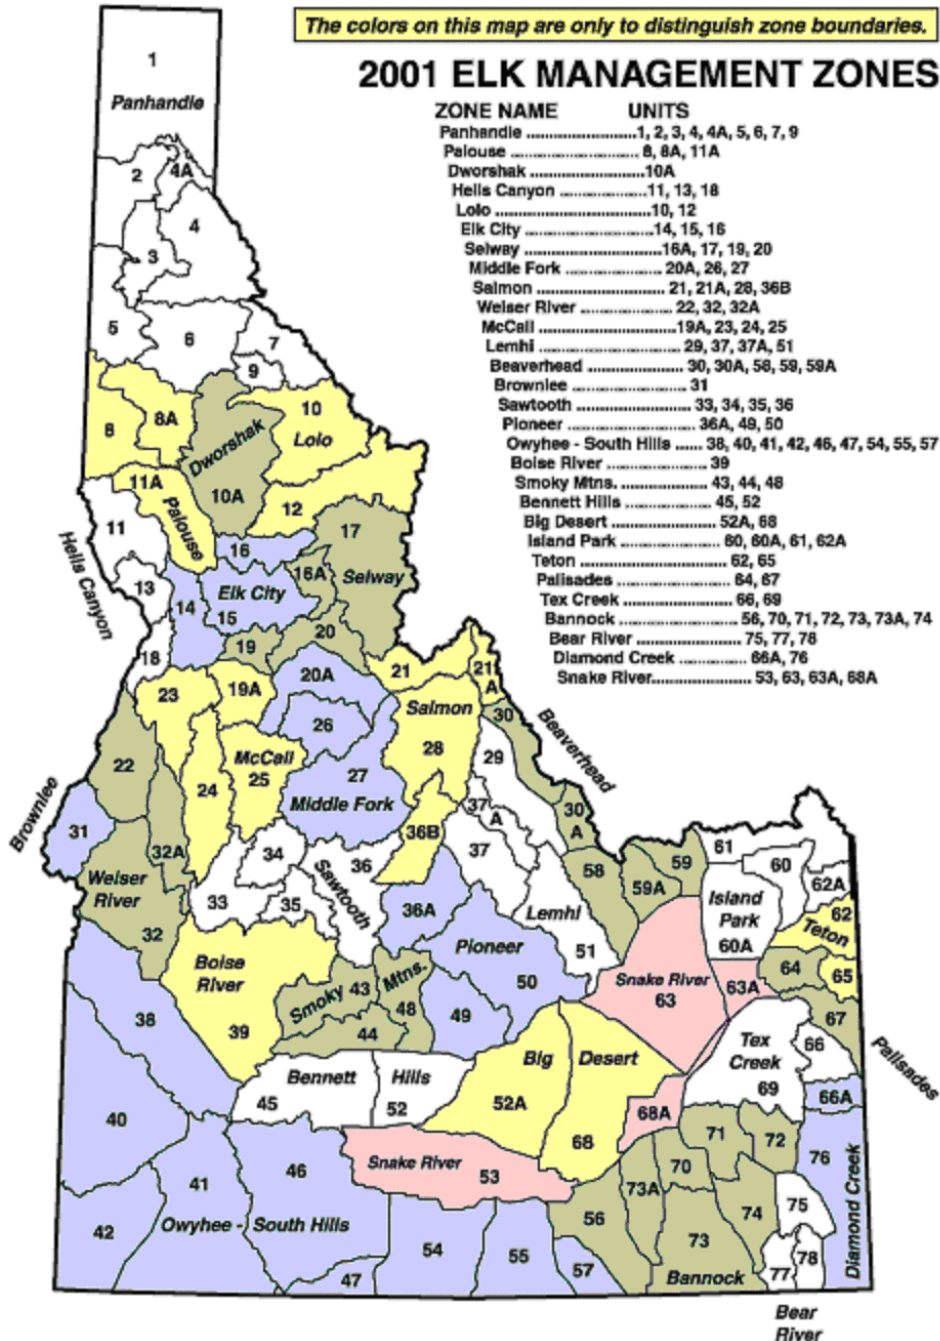 The colors on this map are only to distinguish zone boundaries.
2001 ELK MANAGEMENT ZONES
ZONE NAME UNITS
Panhandle ............................1, 2, 3, 4, 4A, 5, 6, 7, 9
Palouse ................................ 8, 8A, 11A
Dworshak ............................10A
Hells Canyon ...................... 11, 13, 18
Lolo .......................................10, 12
Elk City ................................14, 15, 16
Selway ..................................16A, 17, 19, 20
Middle Fork ........................ 20A, 26, 27
Salmon ................................. 21, 21A, 28, 36B
Weiser River ....................... 22, 32, 32A
McCall ..................................19A, 23, 24, 25
Lemhi ................................... 29, 37, 37A, 51
Beaverhead ........................ 30, 30A, 58, 59, 59A
Brownlee ............................. 31
Sawtooth ............................. 33, 34, 35, 36
Pioneer ................................ 36A, 49, 50
Owyhee - South Hills ...... 38, 40, 41, 42, 46, 47, 54, 55, 57
Boise River ......................... 39
Smoky Mtns. ...................... 43, 44, 48
Bennett Hills ...................... 45, 52
Big Desert .......................... 52A, 68
Island Park ......................... 60, 60A, 61, 62A
Teton ................................... 62, 65
Palisades ............................ 64, 67
Tex Creek ........................... 66, 69
Bannock .............................. 56, 70, 71, 72, 73, 73A, 74
Bear River .......................... 75, 77, 78
Diamond Creek ................. 66A, 76
Snake River......................... 53, 63, 63A, 68A
1
Panhandle
2
4A
4
3
5
6
7
9
8
8A
10
Lolo
Dworshak
10A
11A
Palouse
12
11
Hells Canyon
13
16
17
16A
Selway
Elk City
15
14
18
19
20
21
21
A
20A
23
19A
Salmon
30
Beaverhead
26
28
29
22
McCall
25
24
27
Middle Fork
37
A
30
A
Brownlee
31
36B
32A
34
36
37
58
59A
59
61
60
62A
Weiser
River
Sawtooth
33
35
36A
Lemhi
Island
Park
60A
62
Teton
32
Pioneer
51
Boise
River
Smoky
43
Mtns.
50
Snake River
63
63A
64
65
38
39
44
48
49
67
Palisades
Tex
Creek
66
Big
Desert
69
66A
Bennett
Hills
45
52
52A
68A
40
68
71
72
76
46
Snake River
53
70
41
73A
75
42
Owyhee -
South Hills
56
74
Diamond Creek
54
55
73
47
57
Bannock
77
78
Bear
River